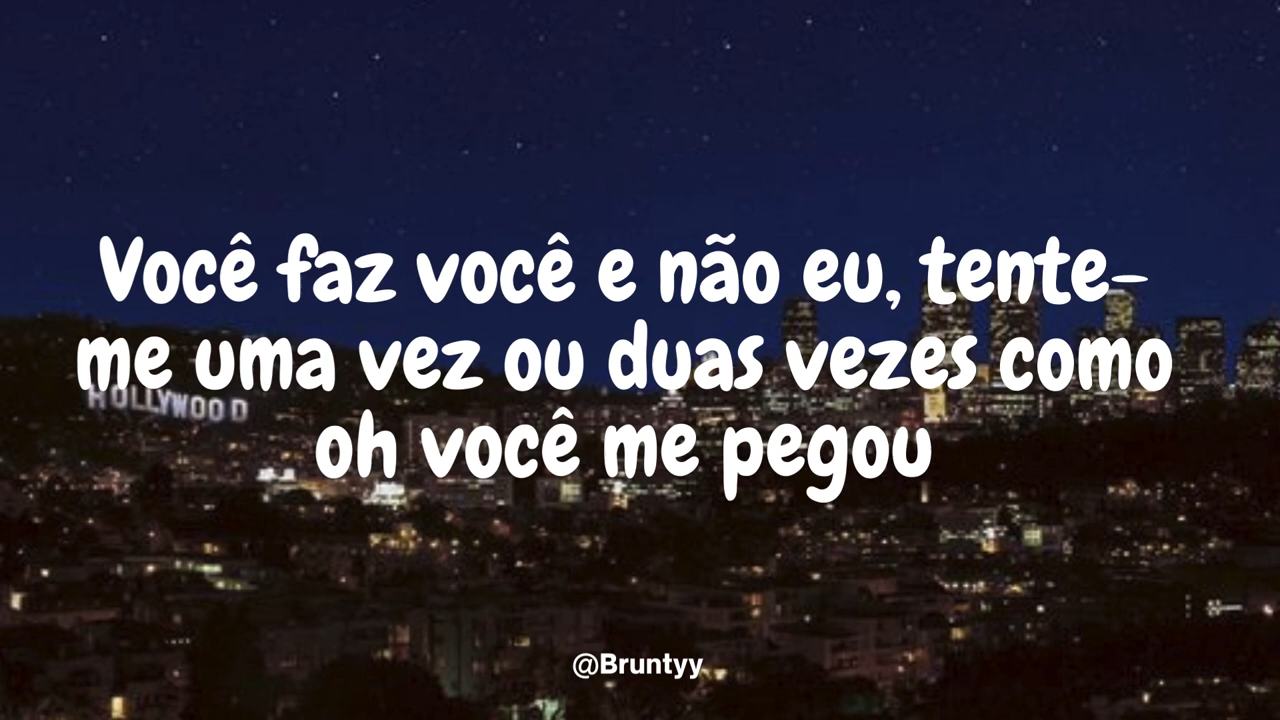 Você faz você e não eu, tente-
me uma vez ou duas vezes como
HOLLYWOOD
oh você me pegou
@Bruntyy